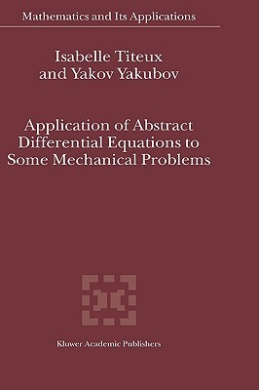 Mathematics and Its Applications
Isabelle Titeux
and Yakov Yakubov
Application of Abstract
Differential Equations to
Some Mechanical Problems
Kluwer Academic Publishers